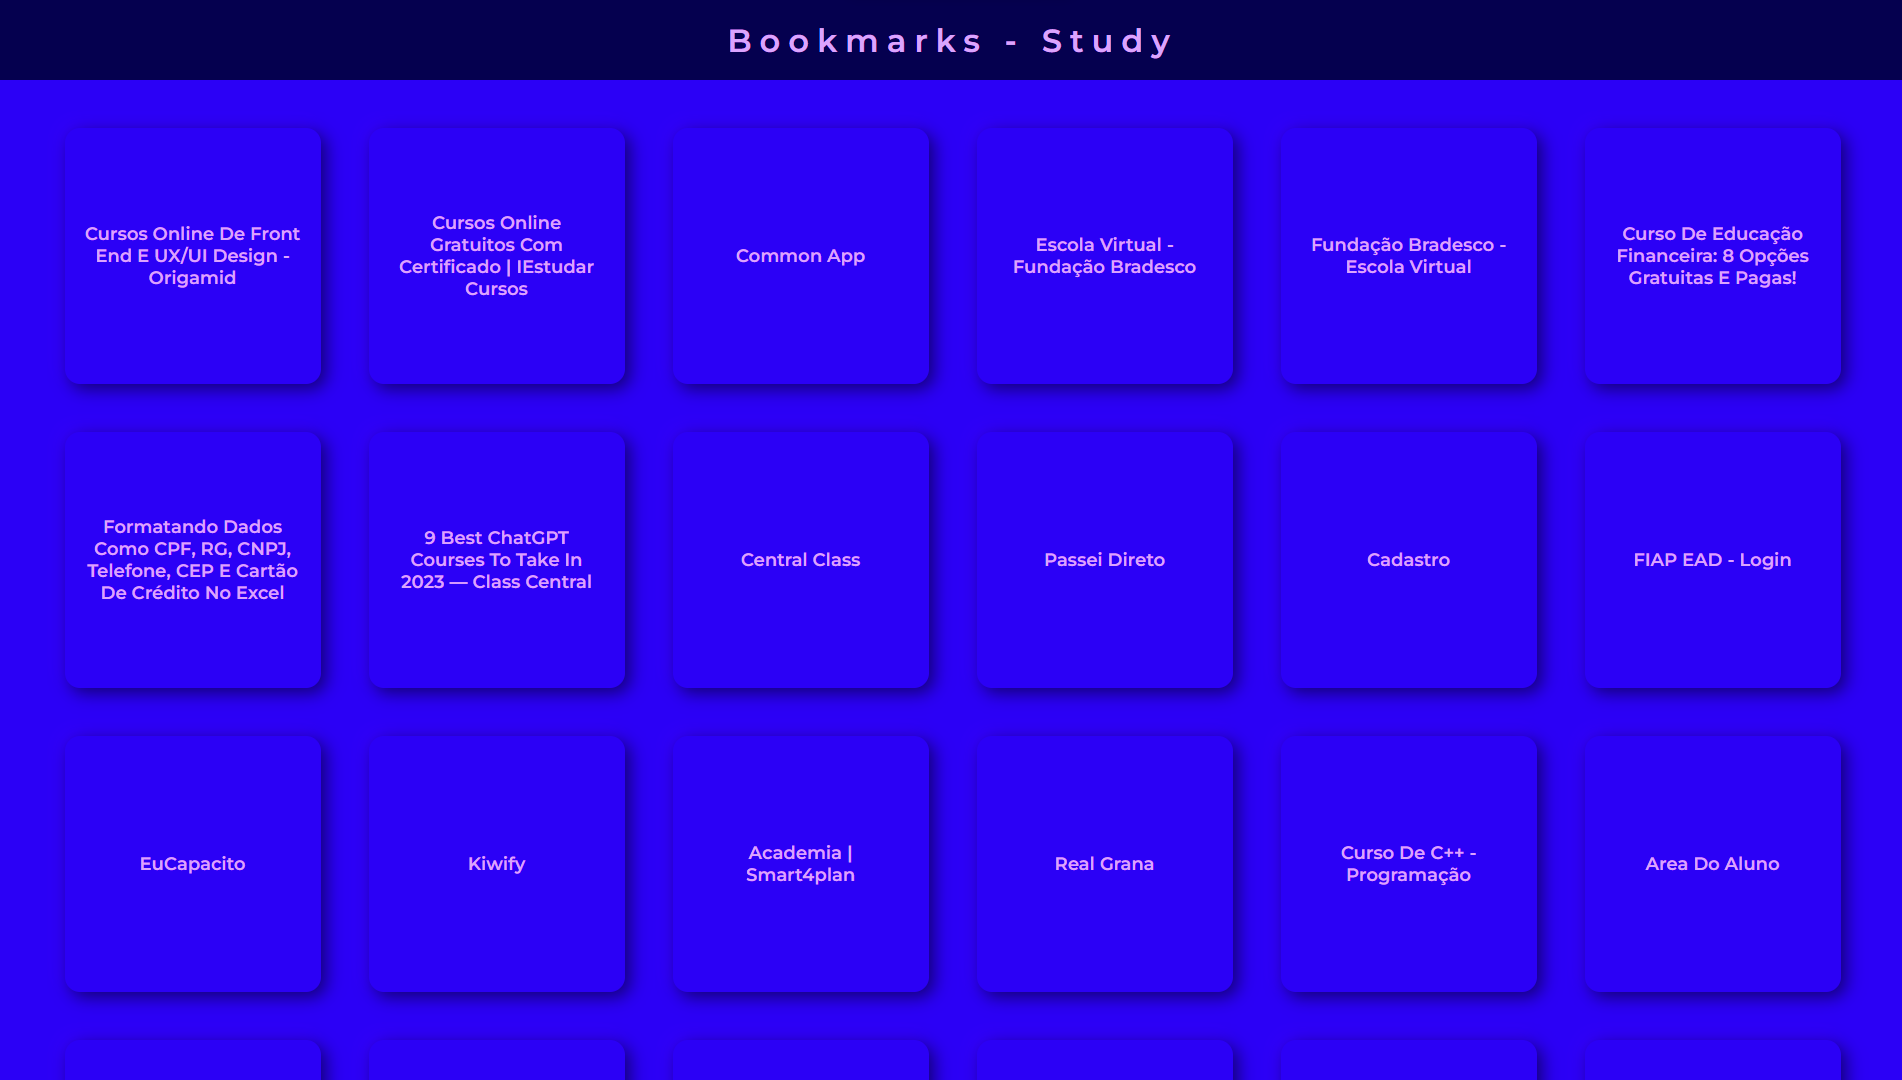 Bookmarks - Study
Cursos Online De Front
End E UX/UI Design -
Origamid
Cursos Online
Gratuitos Com
Certificado | IEstudar
Cursos
Common App
Escola Virtual -
Fundação Bradesco
Fundação Bradesco -
Escola Virtual
Curso De Educação
Financeira: 8 Opções
Gratuitas E Pagas!
Formatando Dados
Como CPF, RG, CNPJ,
Telefone, CEP E Cartão
De Crédito No Excel
9 Best ChatGPT
Courses To Take In
2023 — Class Central
Central Class
Passei Direto
Cadastro
FIAP EAD - Login
EuCapacito
Kiwify
Academia |
Smart4plan
Real Grana
Curso De C++ -
Programação
Area Do Aluno